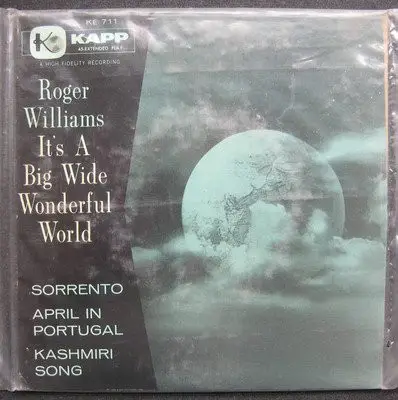 KE 711
K KAPP
45-EXTENDED PLAY
A HIGH FIDELITY RECORDING
Roger
Williams
It's A
Big Wide
Wonderful
World
SORRENTO
APRIL IN
PORTUGAL
KASHMIRI
SONG